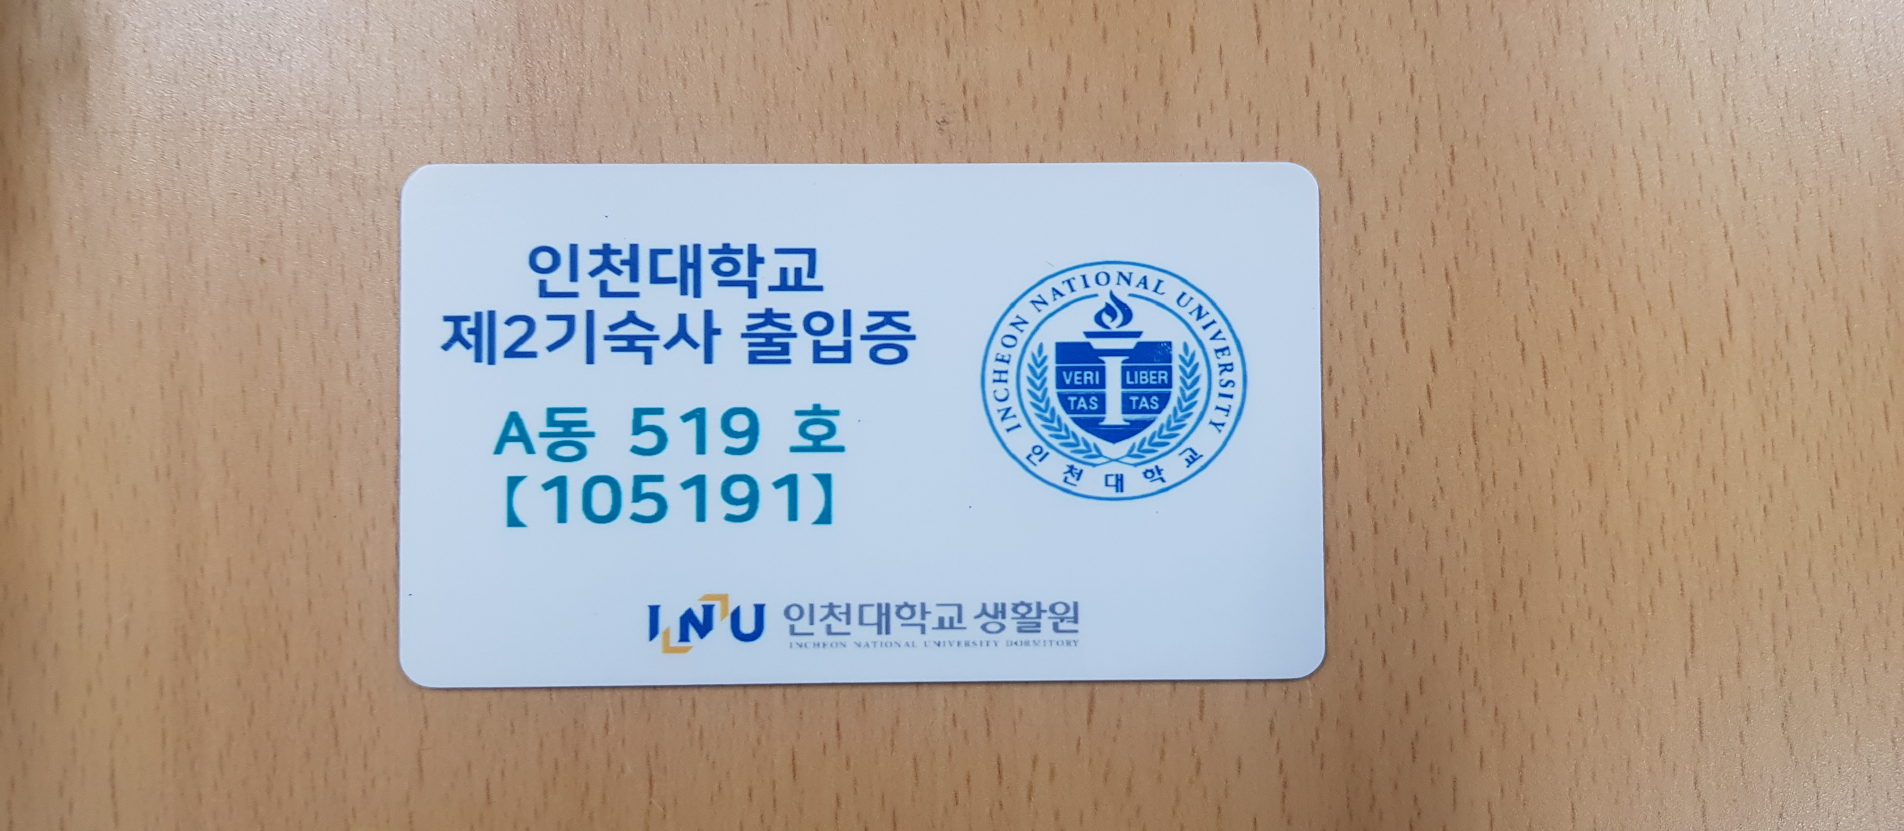 인천대학교
제2기숙사 출입증
A동 519 호
【105191】
INCHEON NATIONAL UNIVERSITY
VERI LIBER
TAS TAS
인천대학교
INU 인천대학교 생활원
INCHEON NATIONAL UNIVERSITY DORMITORY